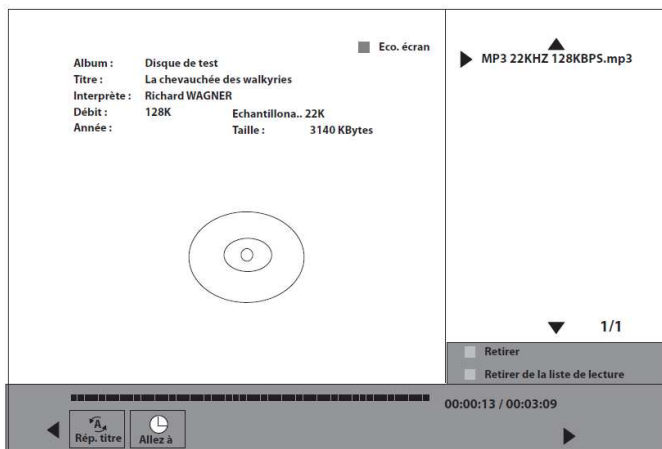 Eco. écran
Album : Disque de test
Titre : La chevauchée des walkyries
Interprète : Richard WAGNER
Débit : 128K Echantillona.. 22K
Année : Taille : 3140 KBytes
MP3 22KHZ 128KBPS.mp3
1/1
Retirer
Retirer de la liste de lecture
00:00:13 / 00:03:09
A
Rép. titre Allez à